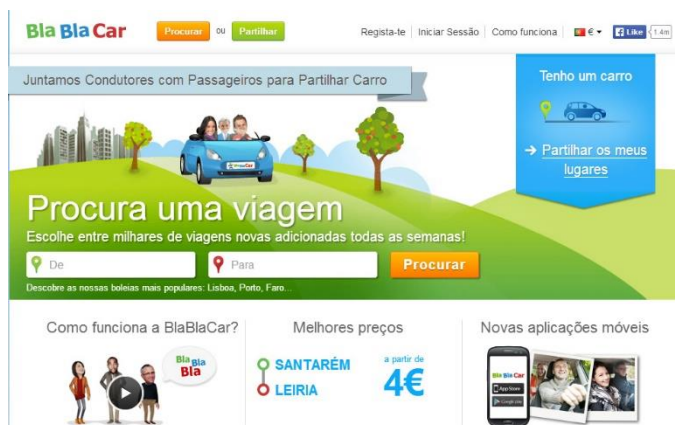 Bla Bla Car
Procurar ou Partilhar
Regista-te Iniciar Sessão Como funciona € Like 1.4m
Juntamos Condutores com Passageiros para Partilhar Carro
Tenho um carro
Partilhar os meus
lugares
Procura uma viagem
Escolhe entre milhares de viagens novas adicionadas todas as semanas!
De Para Procurar
Descobre as nossas boleias mais populares: Lisboa, Porto, Faro...
Como funciona a BlaBlaCar?
Bla Bla
Bla
Melhores preços
SANTARÉM
LEIRIA
a partir de
4€
Novas aplicações móveis
Bla Bla Car
App Store
Google play